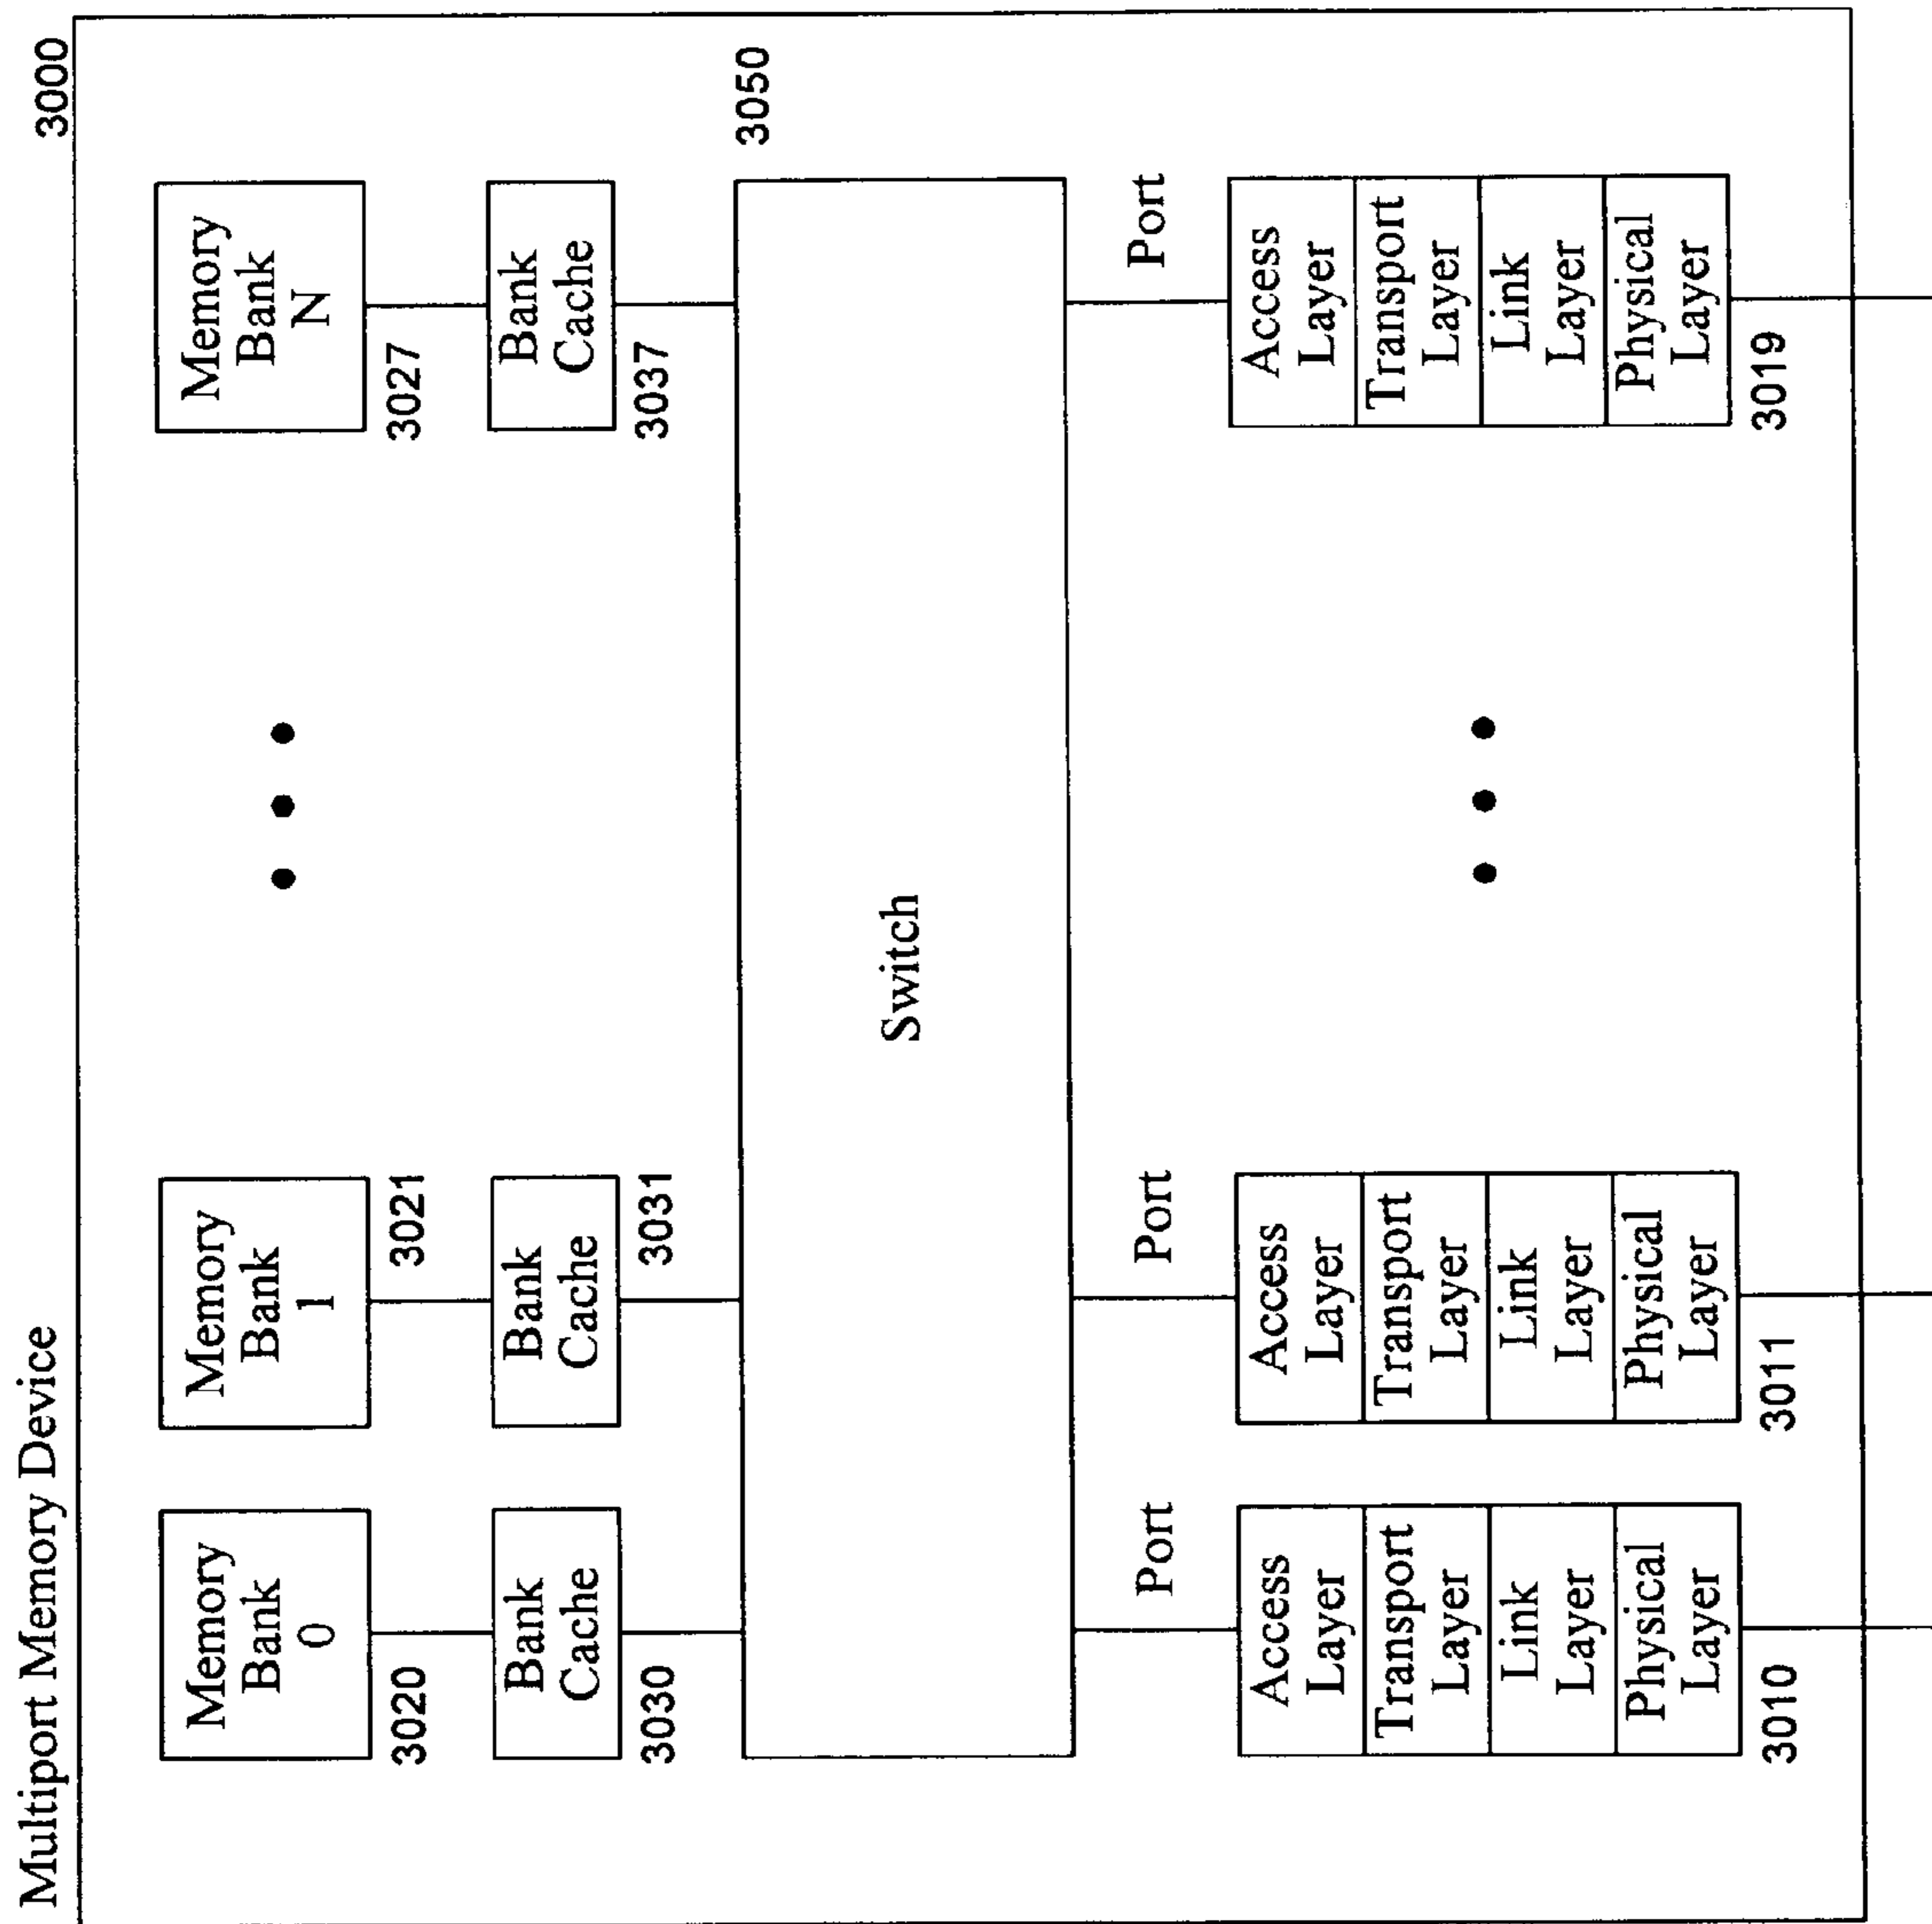 Multiport Memory Device
3000
Memory
Bank
0
3020
Memory
Bank
1
3021
Memory
Bank
N
3027
Bank
Cache
3030
Bank
Cache
3031
Bank
Cache
3037
3050
Switch
Port
Port
Port
Access
Layer
Transport
Layer
Link
Layer
Physical
Layer
3010
Access
Layer
Transport
Layer
Link
Layer
Physical
Layer
3011
Access
Layer
Transport
Layer
Link
Layer
Physical
Layer
3019